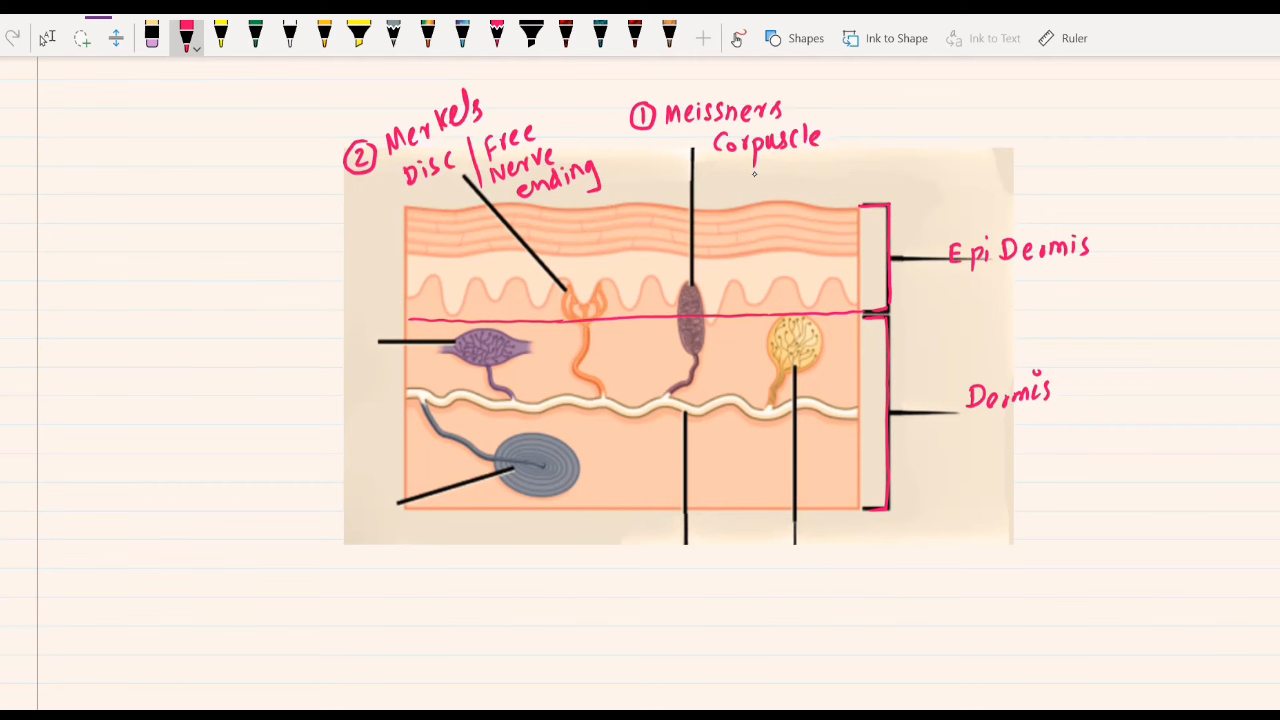 Shapes
Ink to Shape
Ink to Text
Ruler
① Meissners
Corpuscle
② Merkels
Disc | Free
Nerve
ending
EpiDermis
Dermis